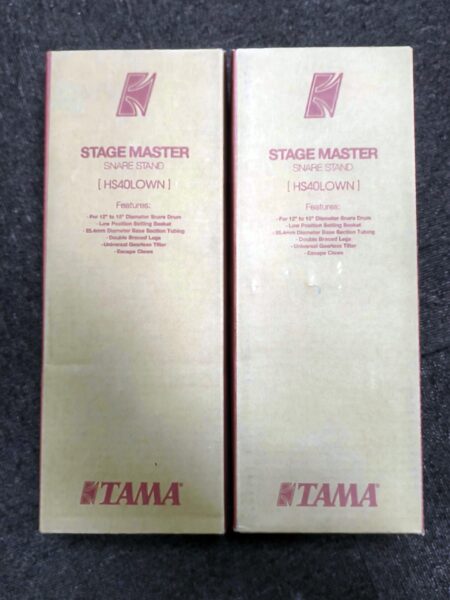 STAGE MASTER
SNARE STAND
[ HS40LOWN ]
Features:
- For 12" to 15" Diameter Snare Drum
- Low Position Setting Basket
- 25.4mm Diameter Base Section Tubing
- Double Braced Legs
- Universal Gearless Tilter
- Escape Claws
TAMA®
STAGE MASTER
SNARE STAND
[ HS40LOWN ]
Features:
- For 12" to 15" Diameter Snare Drum
- Low Position Setting Basket
- 25.4mm Diameter Base Section Tubing
- Double Braced Legs
- Universal Gearless Tilter
- Escape Claws
TAMA®